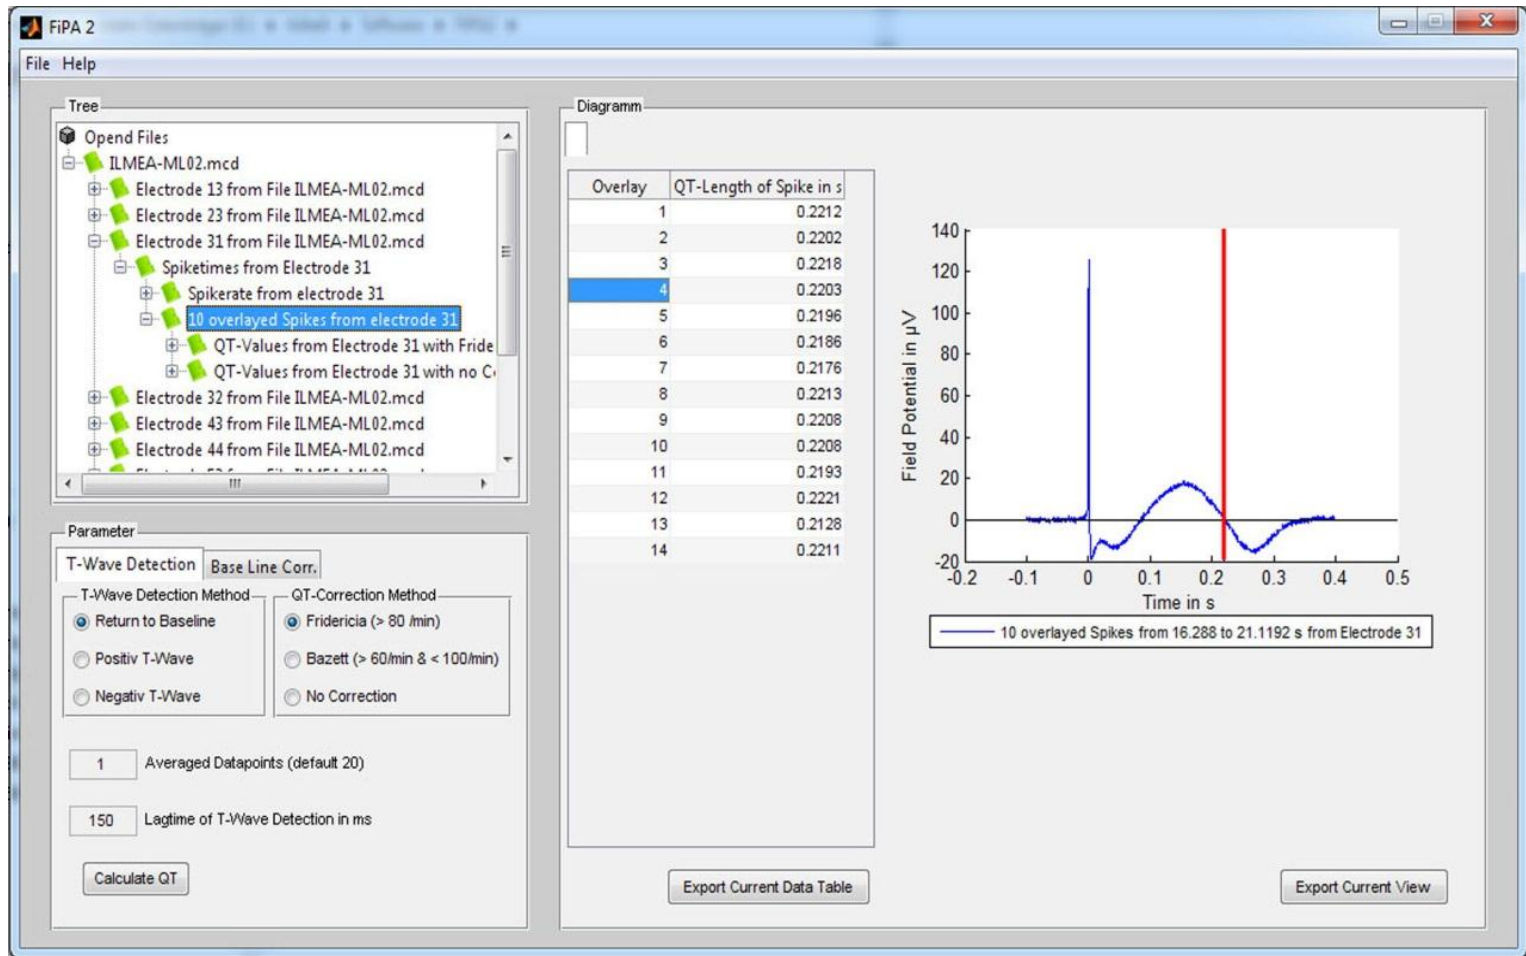 FiPA 2
File Help
Tree
Opend Files
ILMEA-ML02.mcd
Electrode 13 from File ILMEA-ML02.mcd
Electrode 23 from File ILMEA-ML02.mcd
Electrode 31 from File ILMEA-ML02.mcd
Spiketimes from Electrode 31
Spikerate from electrode 31
10 overlayed Spikes from electrode 31
QT-Values from Electrode 31 with Fride
QT-Values from Electrode 31 with no C
Electrode 32 from File ILMEA-ML02.mcd
Electrode 43 from File ILMEA-ML02.mcd
Electrode 44 from File ILMEA-ML02.mcd
Parameter
T-Wave Detection Base Line Corr.
T-Wave Detection Method QT-Correction Method
Return to Baseline Fridericia (> 80 /min)
Positiv T-Wave Bazett (> 60/min & < 100/min)
Negativ T-Wave No Correction
1 Averaged Datapoints (default 20)
150 Lagtime of T-Wave Detection in ms
Calculate QT
Diagramm
Overlay QT-Length of Spike in s
1 0.2212
2 0.2202
3 0.2218
4 0.2203
5 0.2196
6 0.2186
7 0.2176
8 0.2213
9 0.2208
10 0.2208
11 0.2193
12 0.2221
13 0.2128
14 0.2211
Export Current Data Table
Field Potential in µV
140
120
100
80
60
40
20
0
-20
-0.2 -0.1 0 0.1 0.2 0.3 0.4 0.5
Time in s
10 overlayed Spikes from 16.288 to 21.1192 s from Electrode 31
Export Current View